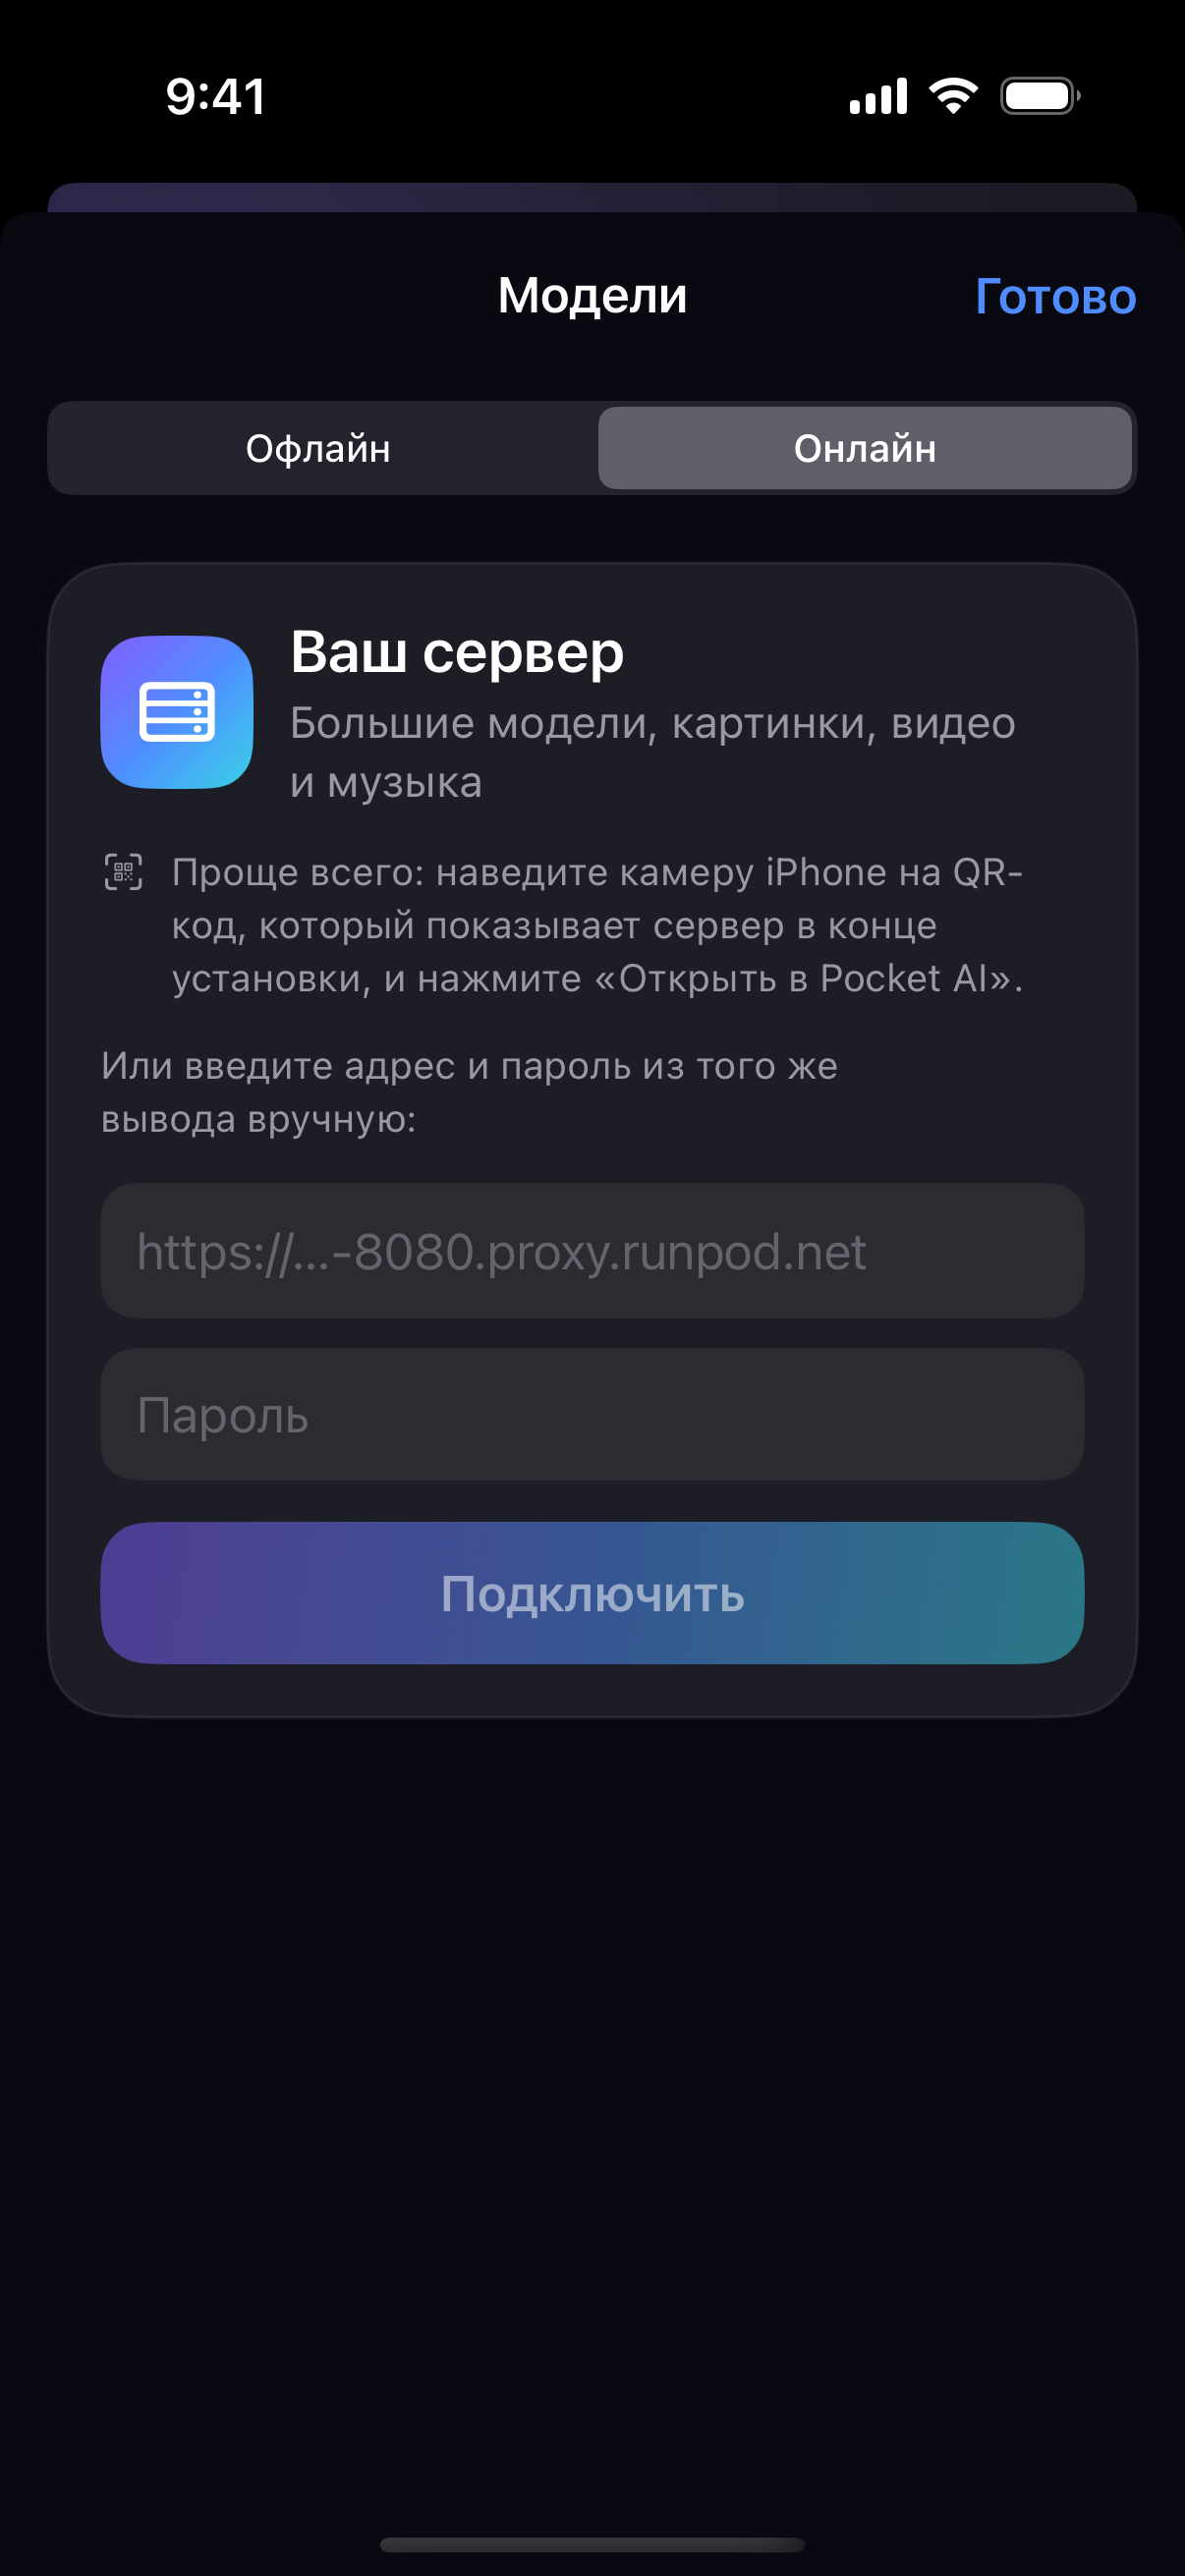 9:41
Модели
Готово
Офлайн
Онлайн
Ваш сервер
Большие модели, картинки, видео
и музыка
Проще всего: наведите камеру iPhone на QR-
код, который показывает сервер в конце
установки, и нажмите «Открыть в Pocket AI».
Или введите адрес и пароль из того же
вывода вручную:
https://...-8080.proxy.runpod.net
Пароль
Подключить